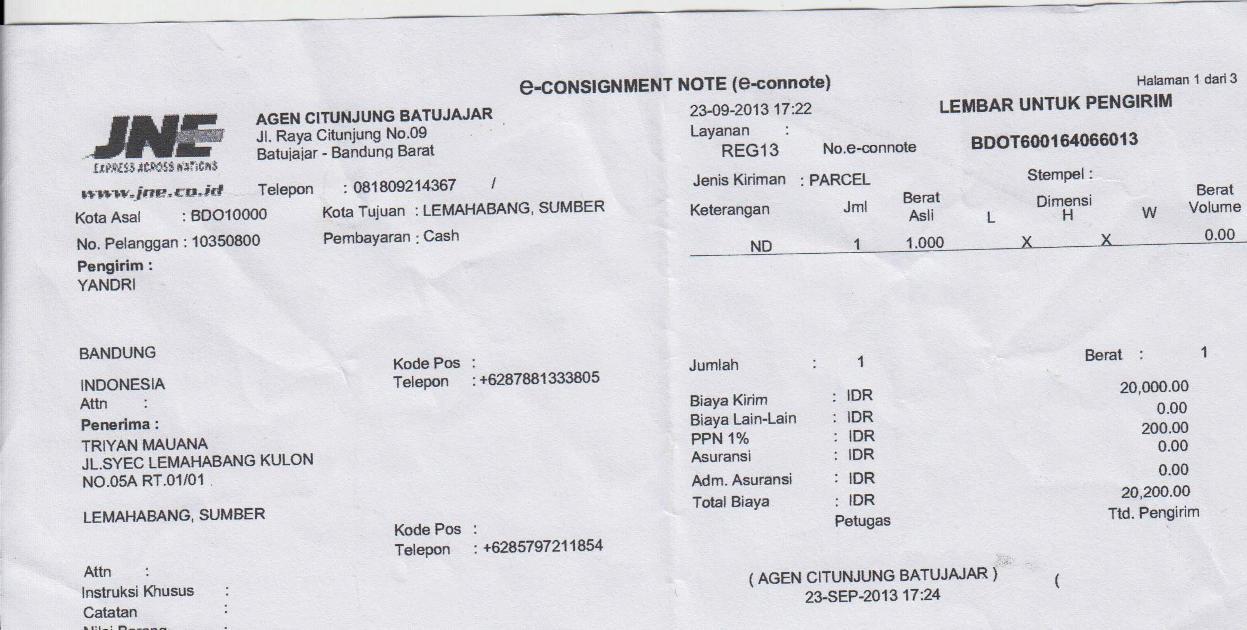 e-CONSIGNMENT NOTE (e-connote)
Halaman 1 dari 3
JNE
EXPRESS ACROSS NATIONS
www.jne.co.id
AGEN CITUNJUNG BATUJAJAR
Jl. Raya Citunjung No.09
Batujajar - Bandung Barat
Telepon : 081809214367 /
Kota Asal : BDO10000 Kota Tujuan : LEMAHABANG, SUMBER
No. Pelanggan : 10350800 Pembayaran : Cash
Pengirim :
YANDRI
BANDUNG
Kode Pos :
INDONESIA Telepon : +6287881333805
Attn :
Penerima :
TRIYAN MAUANA
JL.SYEC LEMAHABANG KULON
NO.05A RT.01/01
LEMAHABANG, SUMBER
Kode Pos :
Telepon : +6285797211854
Attn :
Instruksi Khusus :
Catatan :
Nilai Barang :
23-09-2013 17:22 LEMBAR UNTUK PENGIRIM
Layanan :
REG13 No.e-connote BDOT600164066013
Jenis Kiriman : PARCEL Stempel :
Keterangan Jml Berat Asli Dimensi L H W Berat Volume
ND 1 1.000 X X 0.00
Jumlah : 1 Berat : 1
Biaya Kirim : IDR 20,000.00
Biaya Lain-Lain : IDR 0.00
PPN 1% : IDR 200.00
Asuransi : IDR 0.00
Adm. Asuransi : IDR 0.00
Total Biaya : IDR 20,200.00
Petugas Ttd. Pengirim
( AGEN CITUNJUNG BATUJAJAR ) (
23-SEP-2013 17:24